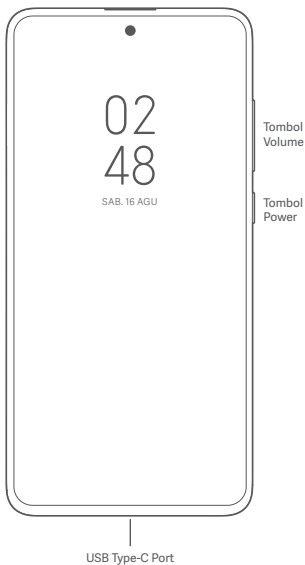 02
48
SAB. 16 AGU
Tombol
Volume
Tombol
Power
USB Type-C Port